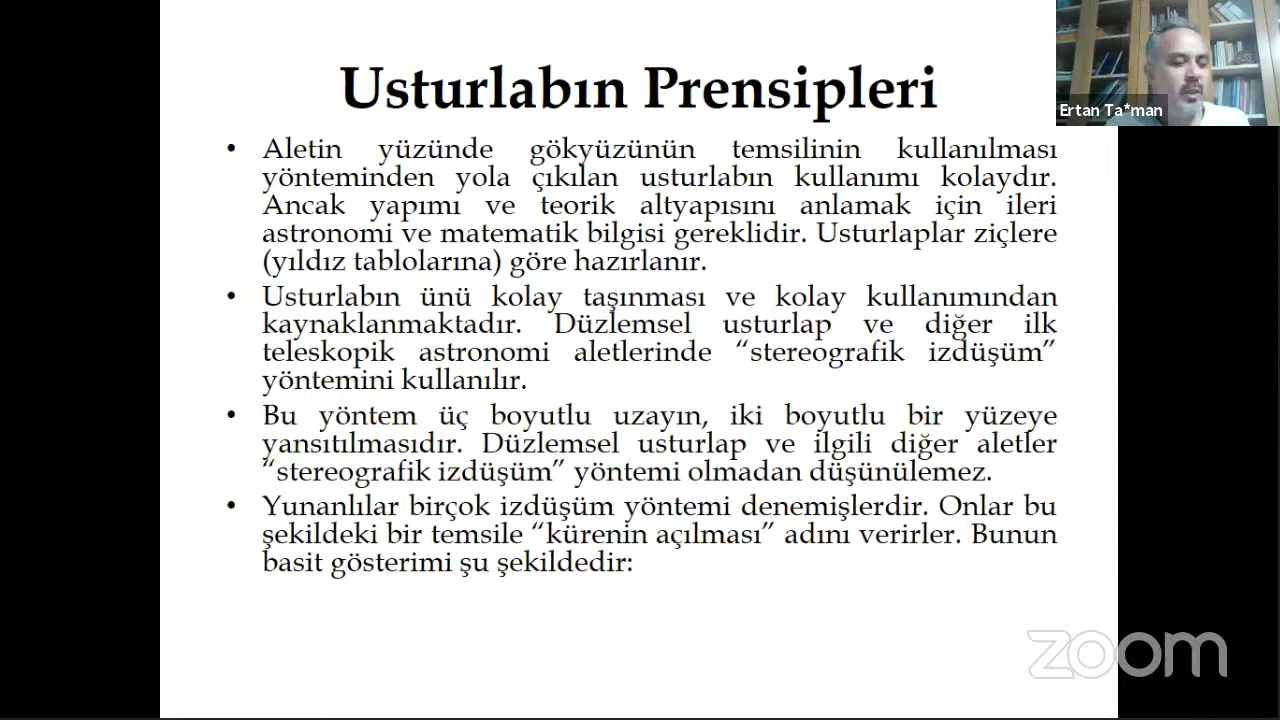 Usturlabın Prensipleri
Ertan Ta*man
• Aletin yüzünde gökyüzünün temsilinin kullanılması
yönteminden yola çıkılan usturlabın kullanımı kolaydır.
Ancak yapımı ve teorik altyapısını anlamak için ileri
astronomi ve matematik bilgisi gereklidir. Usturlaplar ziçlere
(yıldız tablolarına) göre hazırlanır.
• Usturlabın ünü kolay taşınması ve kolay kullanımından
kaynaklanmaktadır. Düzlemsel usturlap ve diğer ilk
teleskopik astronomi aletlerinde “stereografik izdüşüm”
yöntemini kullanılır.
• Bu yöntem üç boyutlu uzayın, iki boyutlu bir yüzeye
yansıtılmasıdır. Düzlemsel usturlap ve ilgili diğer aletler
“stereografik izdüşüm” yöntemi olmadan düşünülemez.
• Yunanlılar birçok izdüşüm yöntemi denemişlerdir. Onlar bu
şekildeki bir temsile “kürenin açılması” adını verirler. Bunun
basit gösterimi şu şekildedir:
zoom